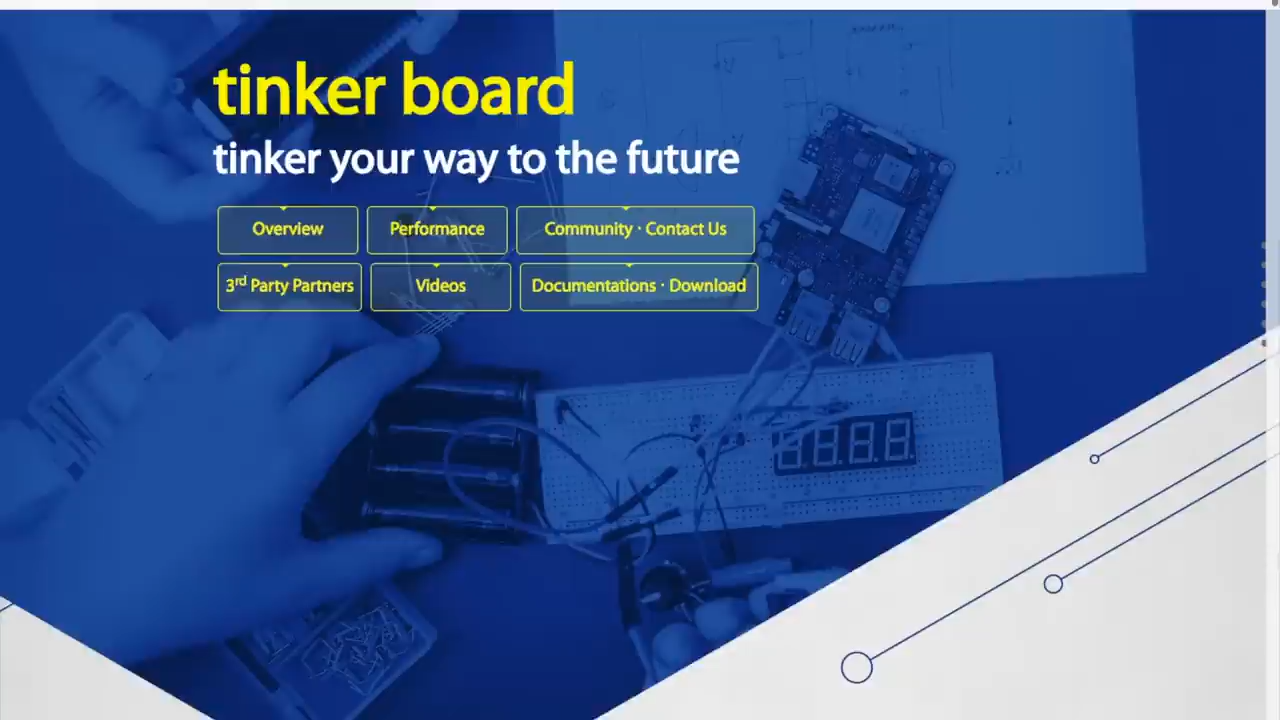 tinker board
tinker your way to the future
Overview
Performance
Community · Contact Us
3rd Party Partners
Videos
Documentations · Download